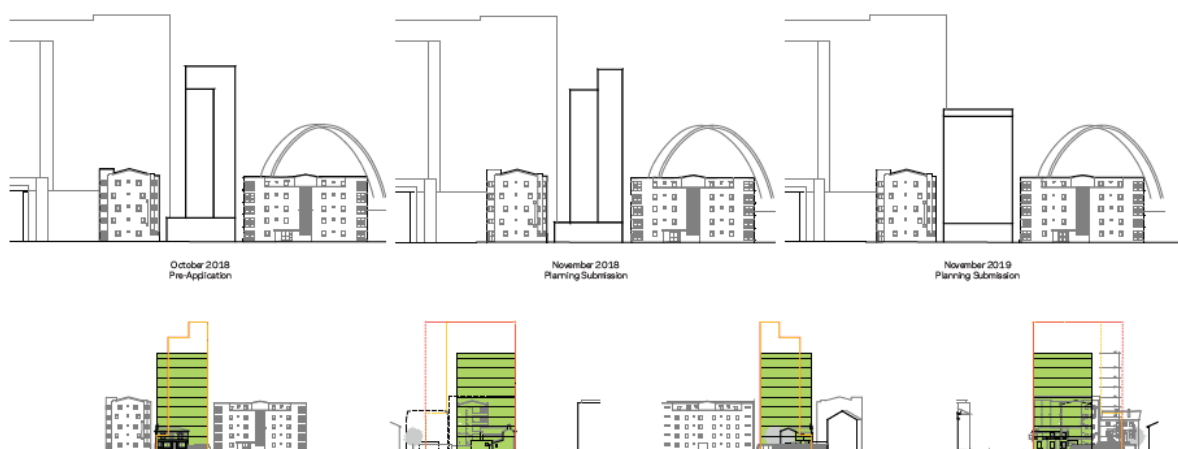 October 2018
Pre-Application
November 2018
Planning Submission
November 2019
Planning Submission